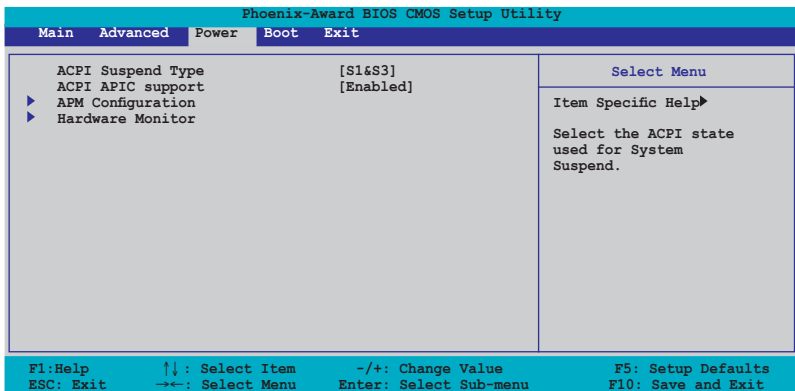 Phoenix-Award BIOS CMOS Setup Utility
Main Advanced Power Boot Exit
ACPI Suspend Type [S1&S3]
ACPI APIC support [Enabled]
APM Configuration
Hardware Monitor
Select Menu
Item Specific Help
Select the ACPI state
used for System
Suspend.
F1:Help ↑↓: Select Item -/+: Change Value F5: Setup Defaults
ESC: Exit →←: Select Menu Enter: Select Sub-menu F10: Save and Exit